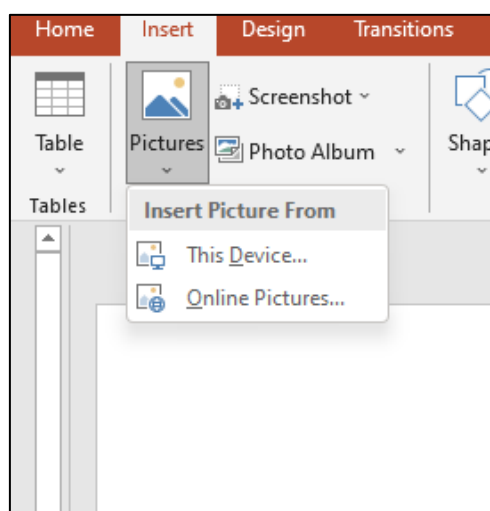 Home Insert Design Transitions
Table
Pictures
Screenshot
Photo Album
Tables
Insert Picture From
This Device...
Online Pictures...